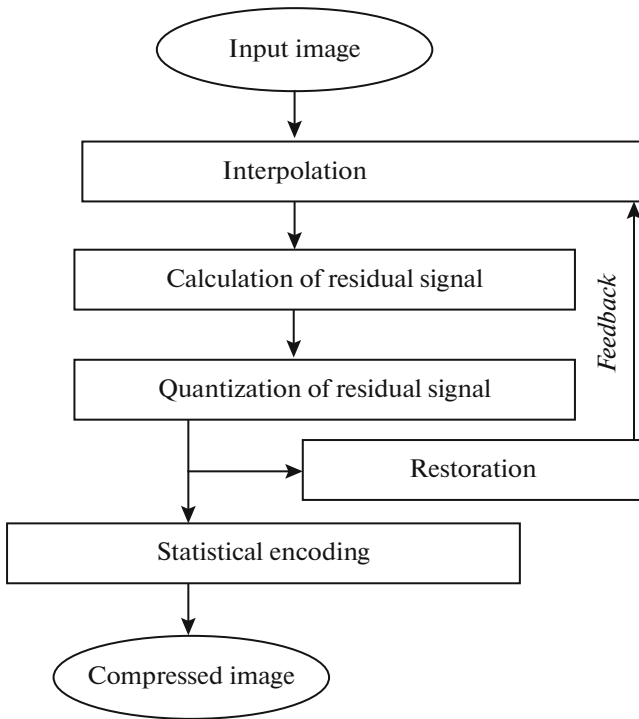 Input image
Interpolation
Calculation of residual signal
Feedback
Quantization of residual signal
Restoration
Statistical encoding
Compressed image